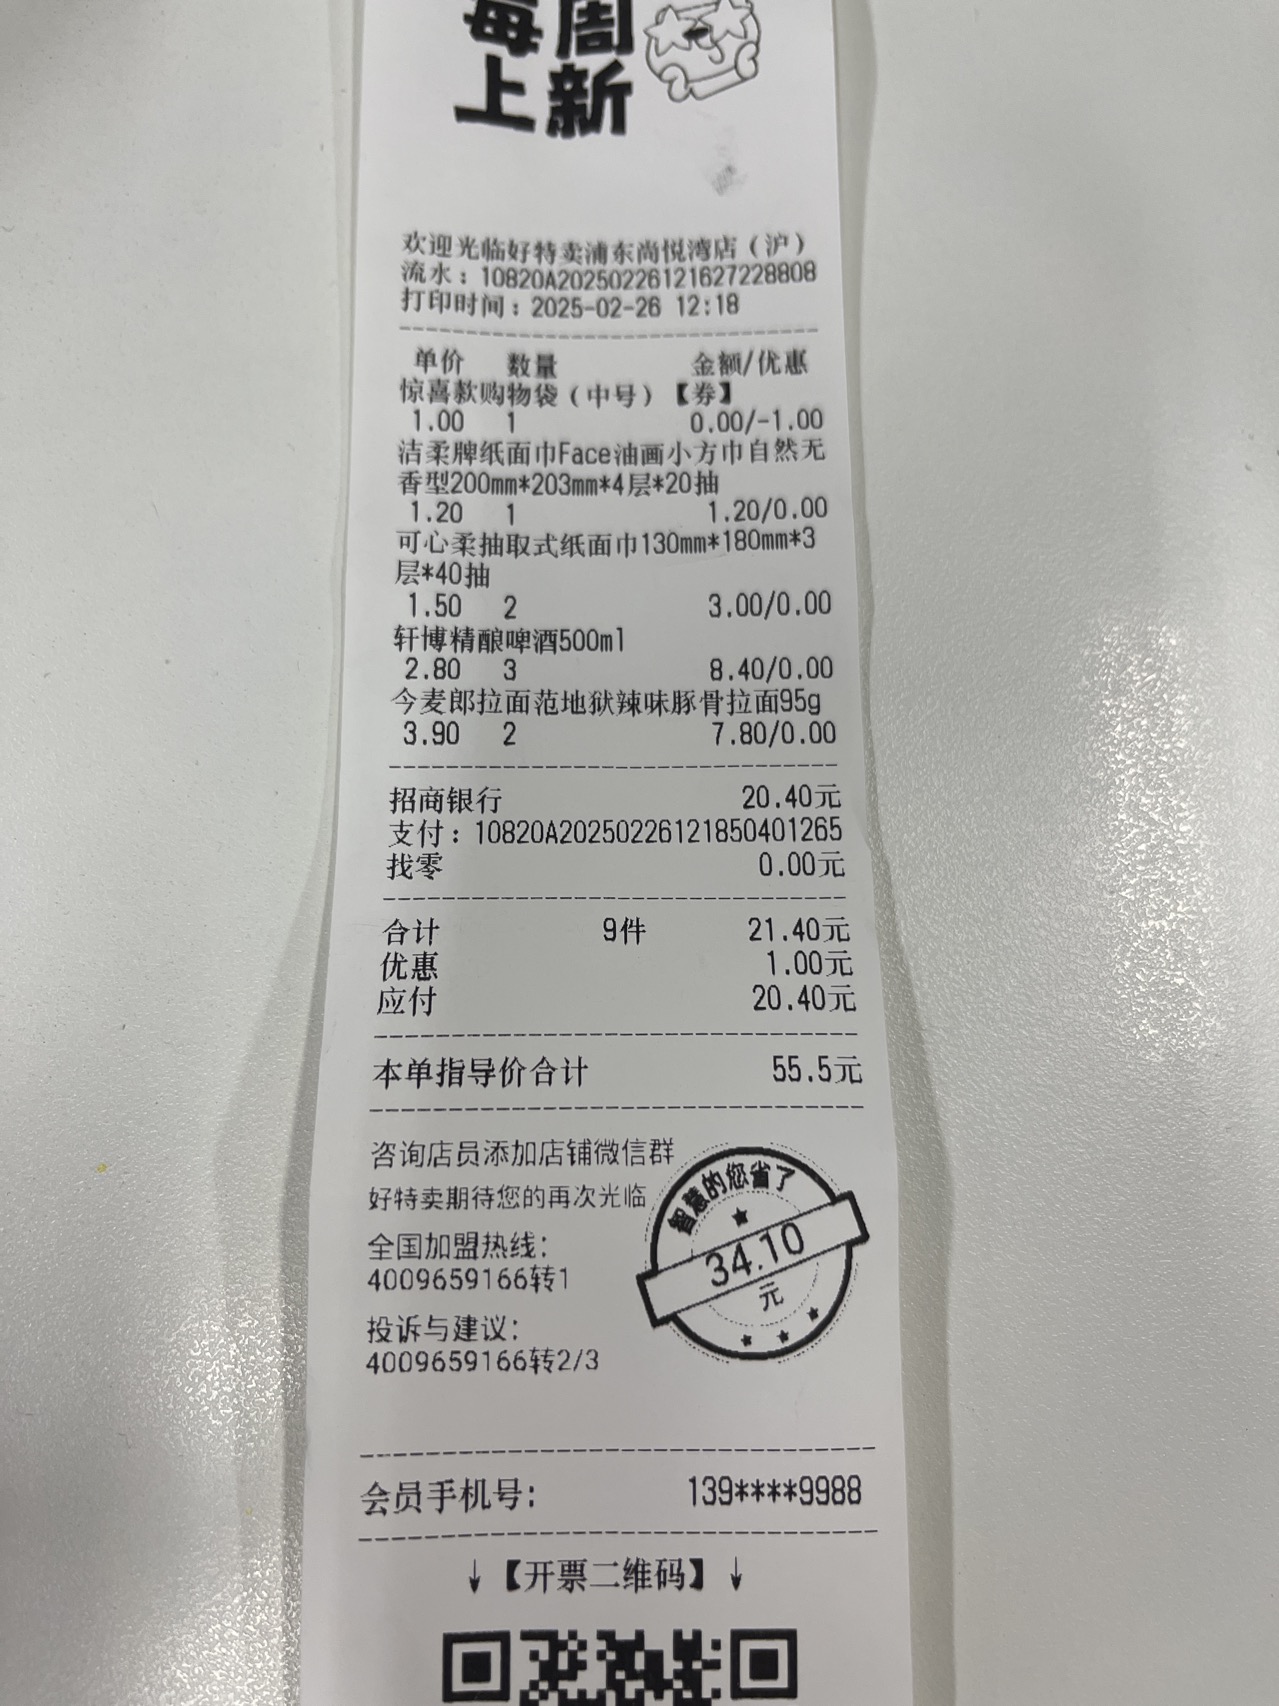 每周
上新
欢迎光临好特卖浦东尚悦湾店（沪）
流水：10820A20250226121627228808
打印时间：2025-02-26 12:18
单价 数量 金额/优惠
惊喜款购物袋（中号）【券】
1.00 1 0.00/-1.00
洁柔牌纸面巾Face油画小方巾自然无
香型200mm*203mm*4层*20抽
1.20 1 1.20/0.00
可心柔抽取式纸面巾130mm*180mm*3
层*40抽
1.50 2 3.00/0.00
轩博精酿啤酒500ml
2.80 3 8.40/0.00
今麦郎拉面范地狱辣味豚骨拉面95g
3.90 2 7.80/0.00
招商银行 20.40元
支付：10820A20250226121850401265
找零 0.00元
合计 9件 21.40元
优惠 1.00元
应付 20.40元
本单指导价合计 55.5元
咨询店员添加店铺微信群
好特卖期待您的再次光临
全国加盟热线：
4009659166转1
投诉与建议：
4009659166转2/3
智慧的您省了
34.10
元
会员手机号： 139****9988
↓【开票二维码】↓